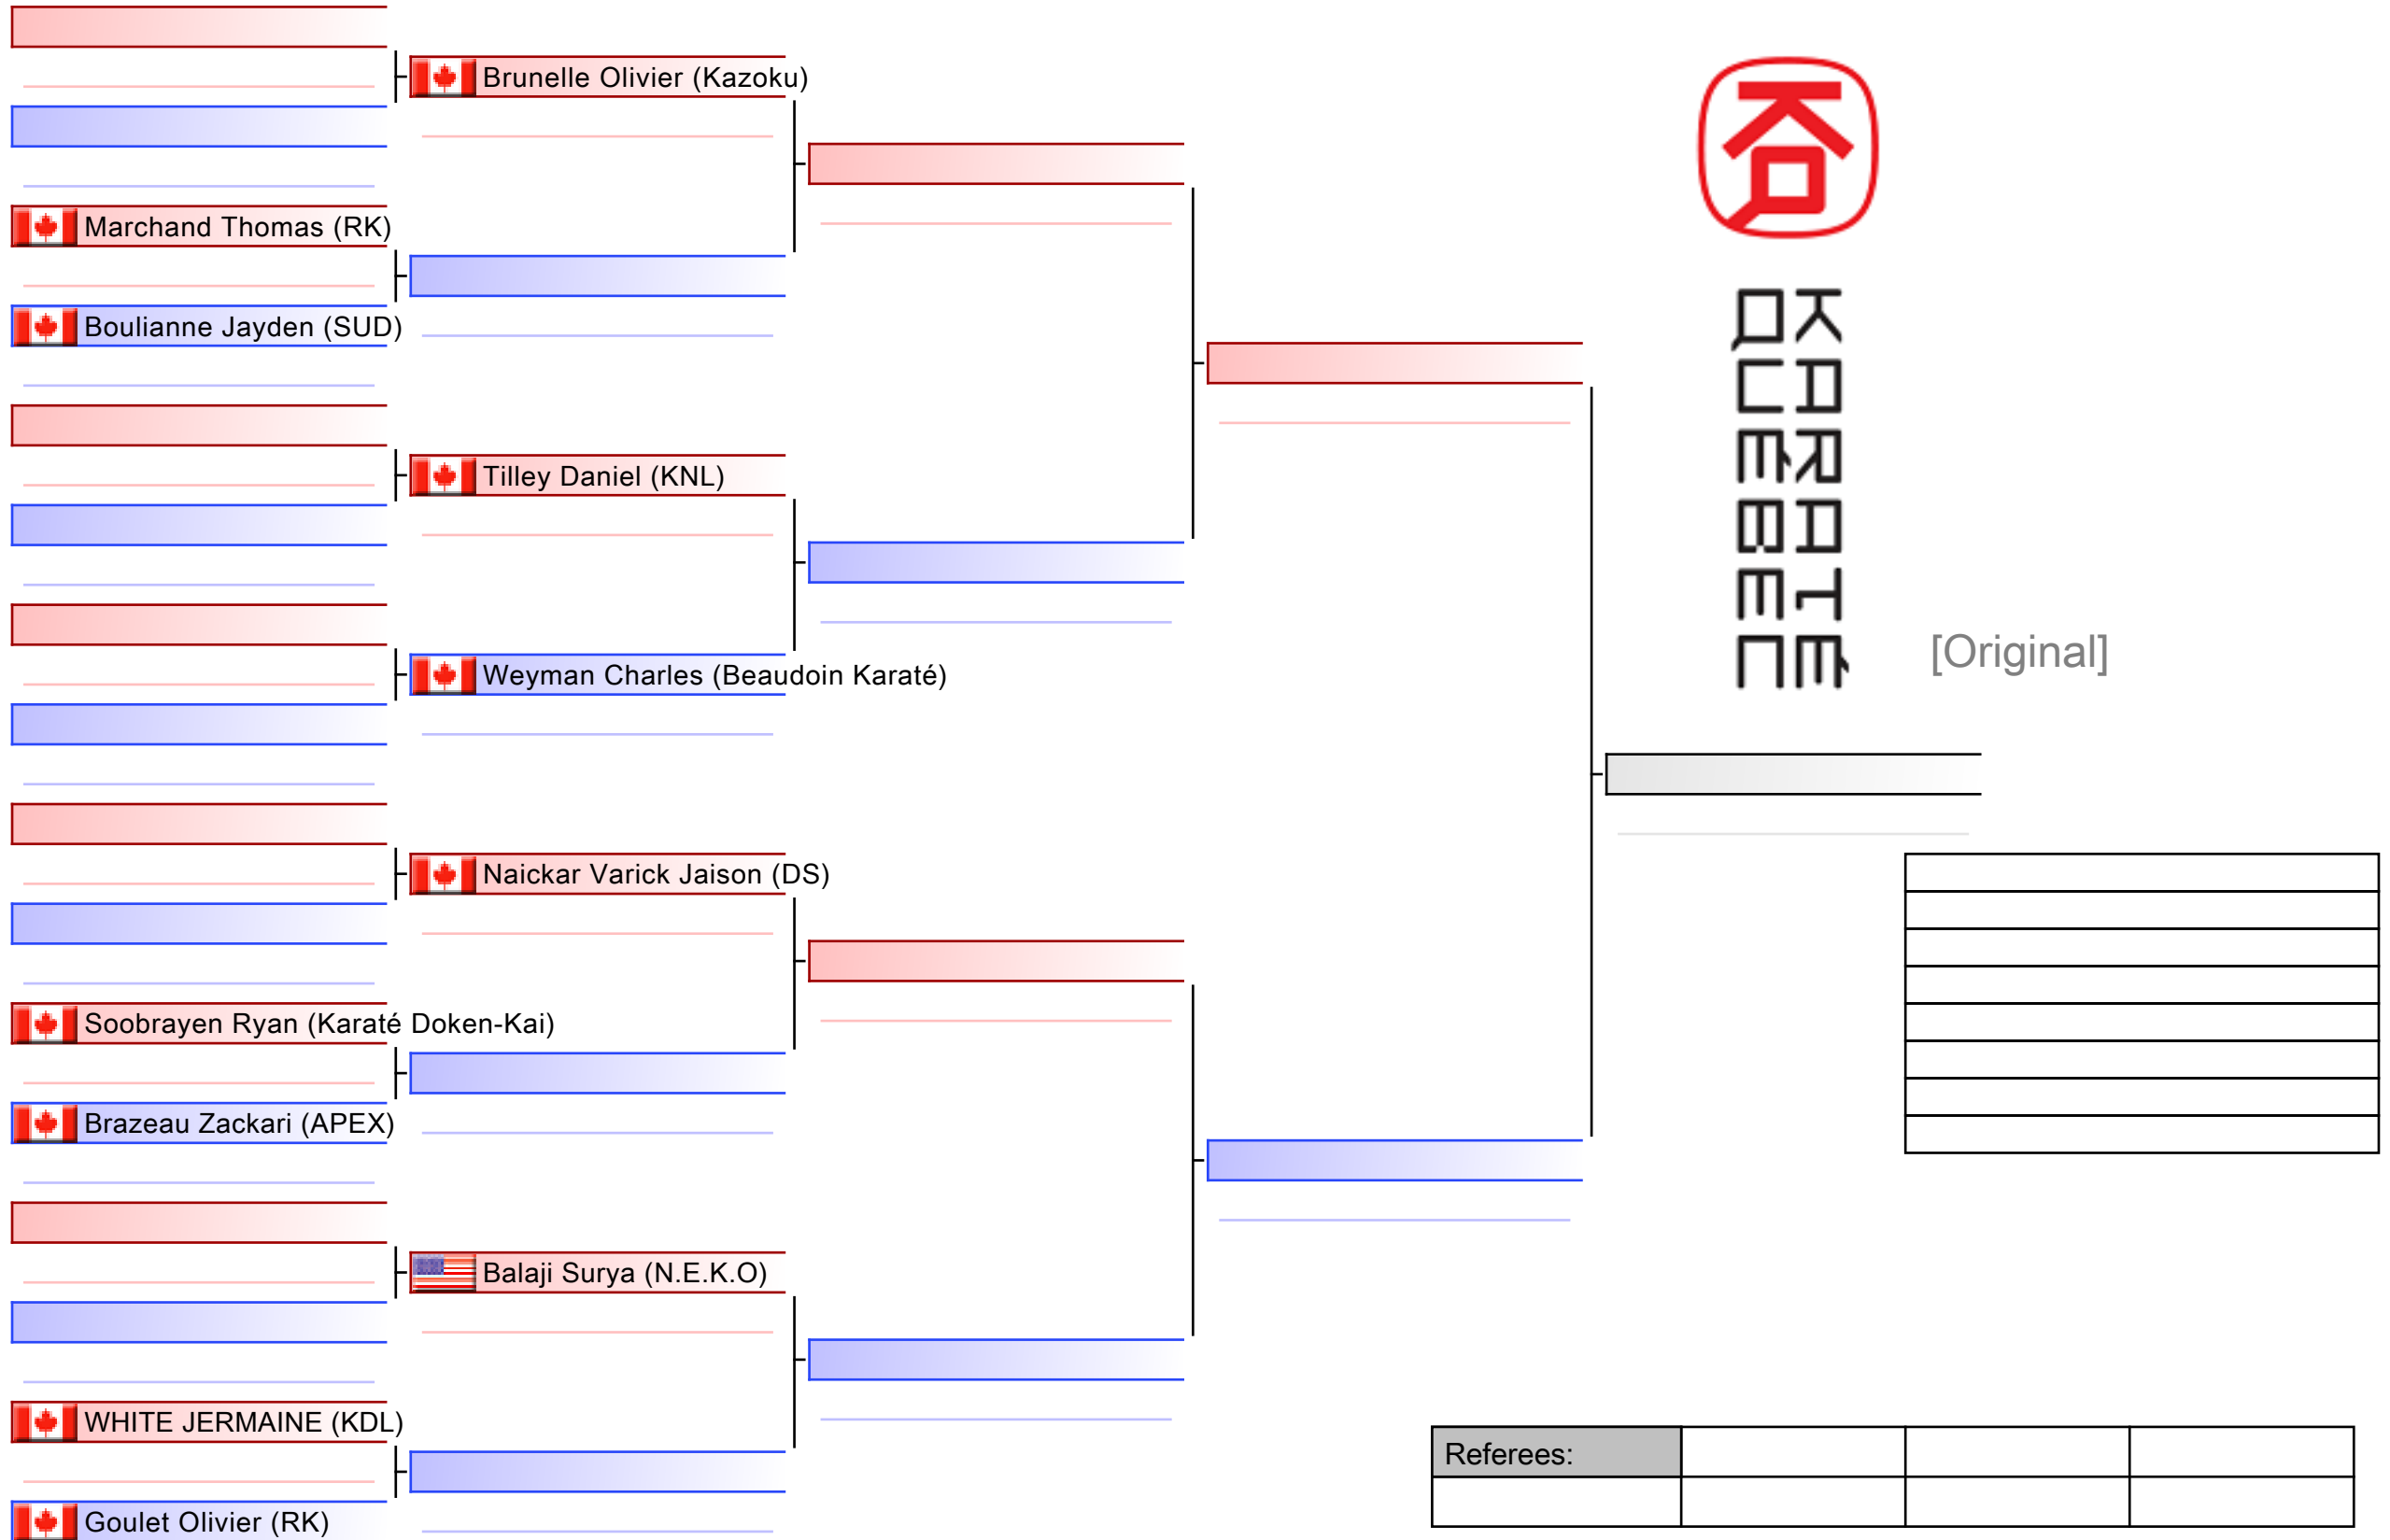 Brunelle Olivier (Kazoku)
Marchand Thomas (RK)
Boulianne Jayden (SUD)
Tilley Daniel (KNL)
Weyman Charles (Beaudoin Karaté)
Naickar Varick Jaison (DS)
Soobrayen Ryan (Karaté Doken-Kai)
Brazeau Zackari (APEX)
Balaji Surya (N.E.K.O)
WHITE JERMAINE (KDL)
Goulet Olivier (RK)
KARATÉ
QUÉBEC
[Original]
Referees: